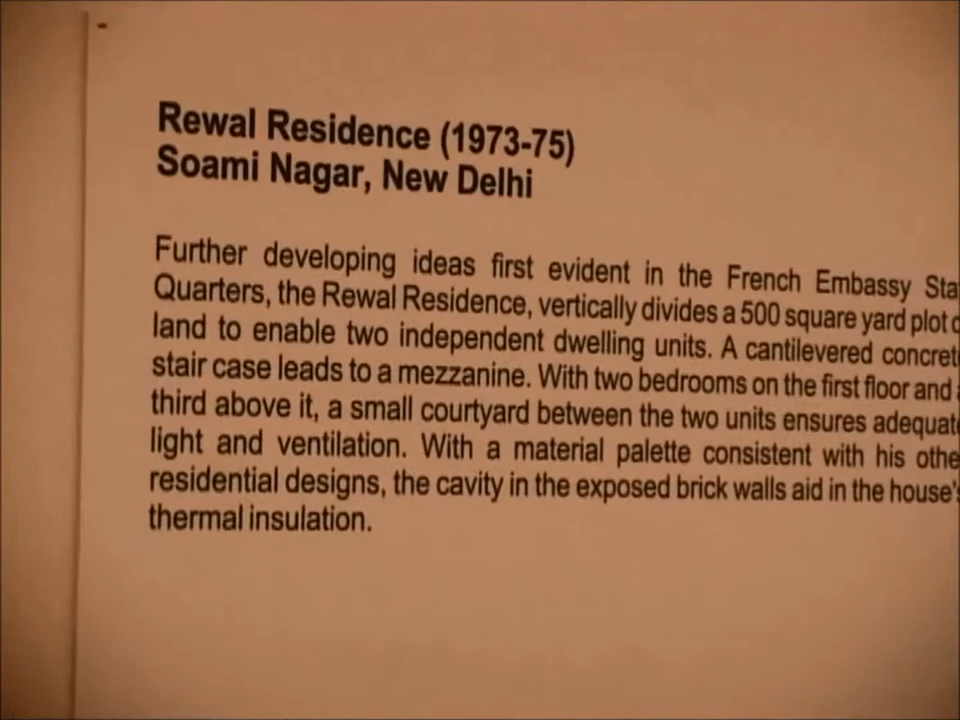 Rewal Residence (1973-75)
Soami Nagar, New Delhi
Further developing ideas first evident in the French Embassy
Quarters, the Rewal Residence, vertically divides a 500 square yard plot
land to enable two independent dwelling units. A cantilevered
stair case leads to a mezzanine. With two bedrooms on the first floor and
third above it, a small courtyard between the two units ensures
light and ventilation. With a material palette consistent with his
residential designs, the cavity in the exposed brick walls aid in the house's
thermal insulation.